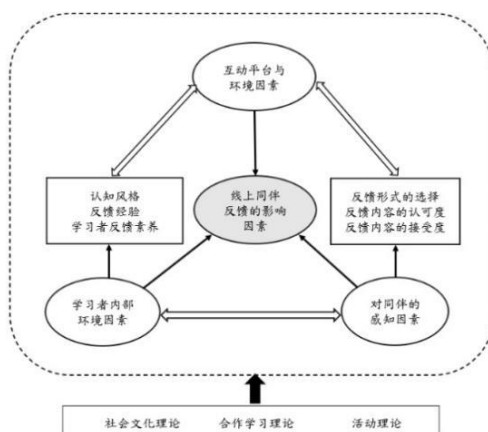 互动平台与
环境因素
认知风格
反馈经验
学习者反馈素养
线上同伴
反馈的影响
因素
反馈形式的选择
反馈内容的认可度
反馈内容的接受度
学习者内部
环境因素
对同伴的
感知因素
社会文化理论 合作学习理论 活动理论